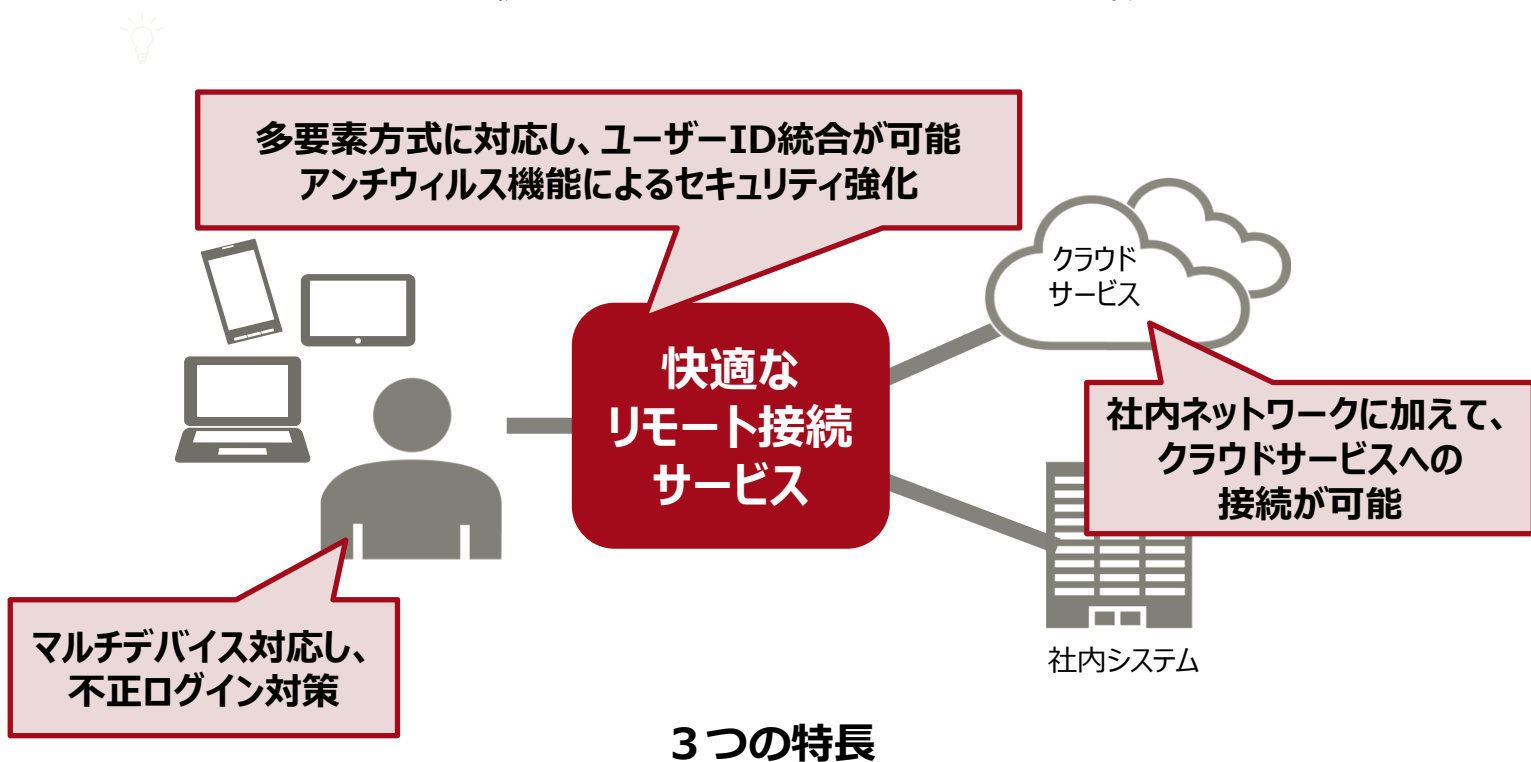 多要素方式に対応し、ユーザーID統合が可能
アンチウィルス機能によるセキュリティ強化
クラウド
サービス
快適な
リモート接続
サービス
社内ネットワークに加えて、
クラウドサービスへの
接続が可能
マルチデバイス対応し、
不正ログイン対策
社内システム
３つの特長